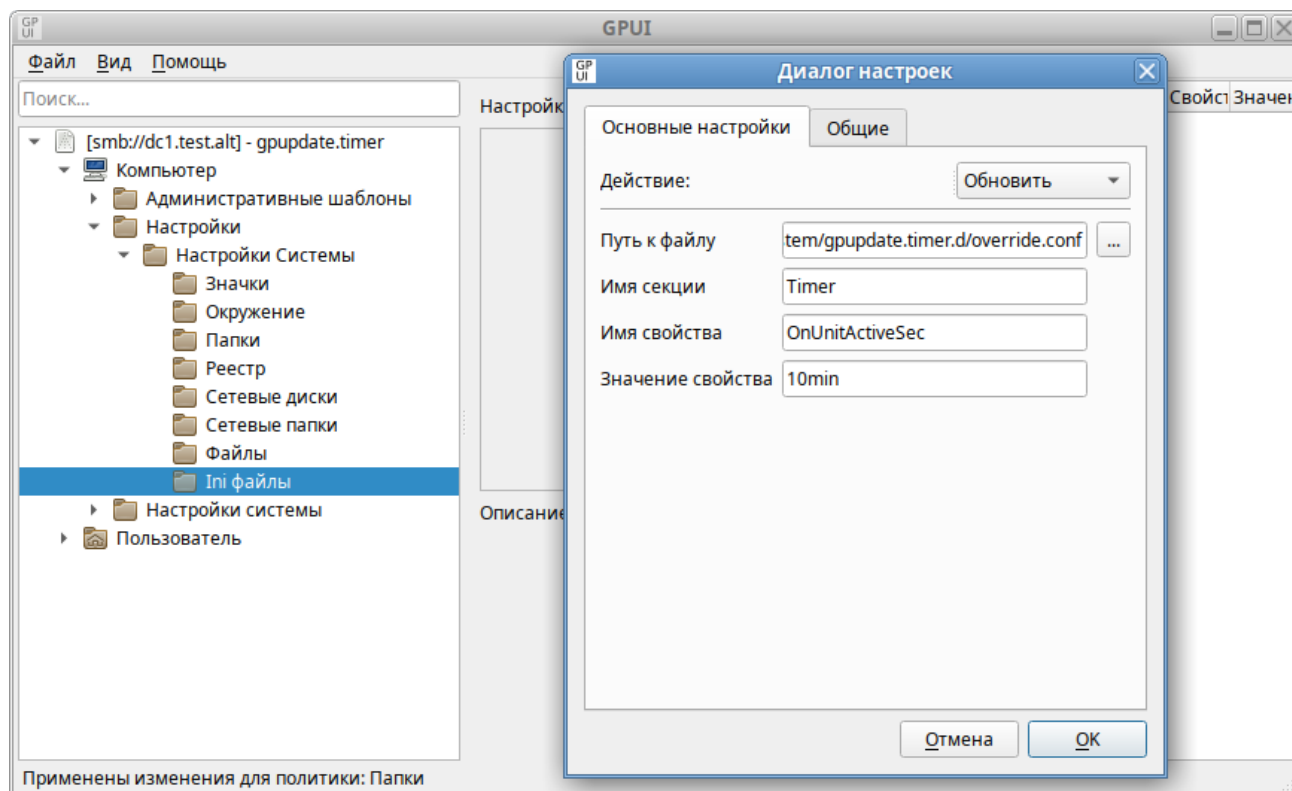 GPUI
GPUI
Файл Вид Помощь
Поиск...
[smb://dc1.test.alt] - gpupdate.timer
Компьютер
Административные шаблоны
Настройки
Настройки Системы
Значки
Окружение
Папки
Реестр
Сетевые диски
Сетевые папки
Файлы
Ini файлы
Настройки системы
Пользователь
Применены изменения для политики: Папки
Настройк
Описание
Свойст Значен
GPUI
Диалог настроек
Основные настройки Общие
Действие: Обновить
Путь к файлу tem/gpupdate.timer.d/override.conf ...
Имя секции Timer
Имя свойства OnUnitActiveSec
Значение свойства 10min
Отмена OK